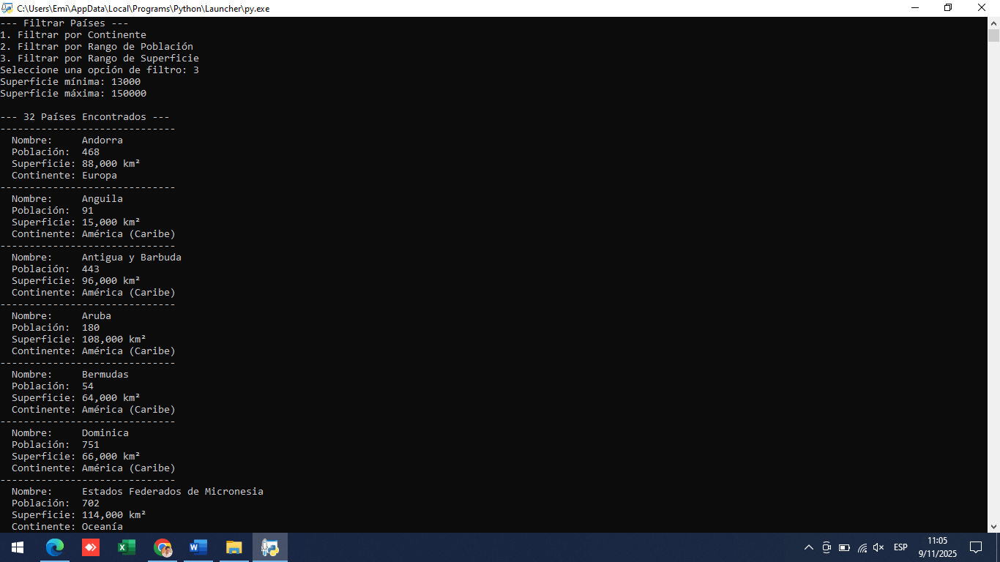 C:\Users\Emi\AppData\Local\Programs\Python\Launcher\py.exe
--- Filtrar Países ---
1. Filtrar por Continente
2. Filtrar por Rango de Población
3. Filtrar por Rango de Superficie
Seleccione una opción de filtro: 3
Superficie mínima: 13000
Superficie máxima: 150000
--- 32 Países Encontrados ---
------------------------------
Nombre: Andorra
Población: 468
Superficie: 88,000 km²
Continente: Europa
------------------------------
Nombre: Anguila
Población: 91
Superficie: 15,000 km²
Continente: América (Caribe)
------------------------------
Nombre: Antigua y Barbuda
Población: 443
Superficie: 96,000 km²
Continente: América (Caribe)
------------------------------
Nombre: Aruba
Población: 180
Superficie: 108,000 km²
Continente: América (Caribe)
------------------------------
Nombre: Bermudas
Población: 54
Superficie: 64,000 km²
Continente: América (Caribe)
------------------------------
Nombre: Dominica
Población: 751
Superficie: 66,000 km²
Continente: América (Caribe)
------------------------------
Nombre: Estados Federados de Micronesia
Población: 702
Superficie: 114,000 km²
Continente: Oceanía
ESP
11:05
9/11/2025